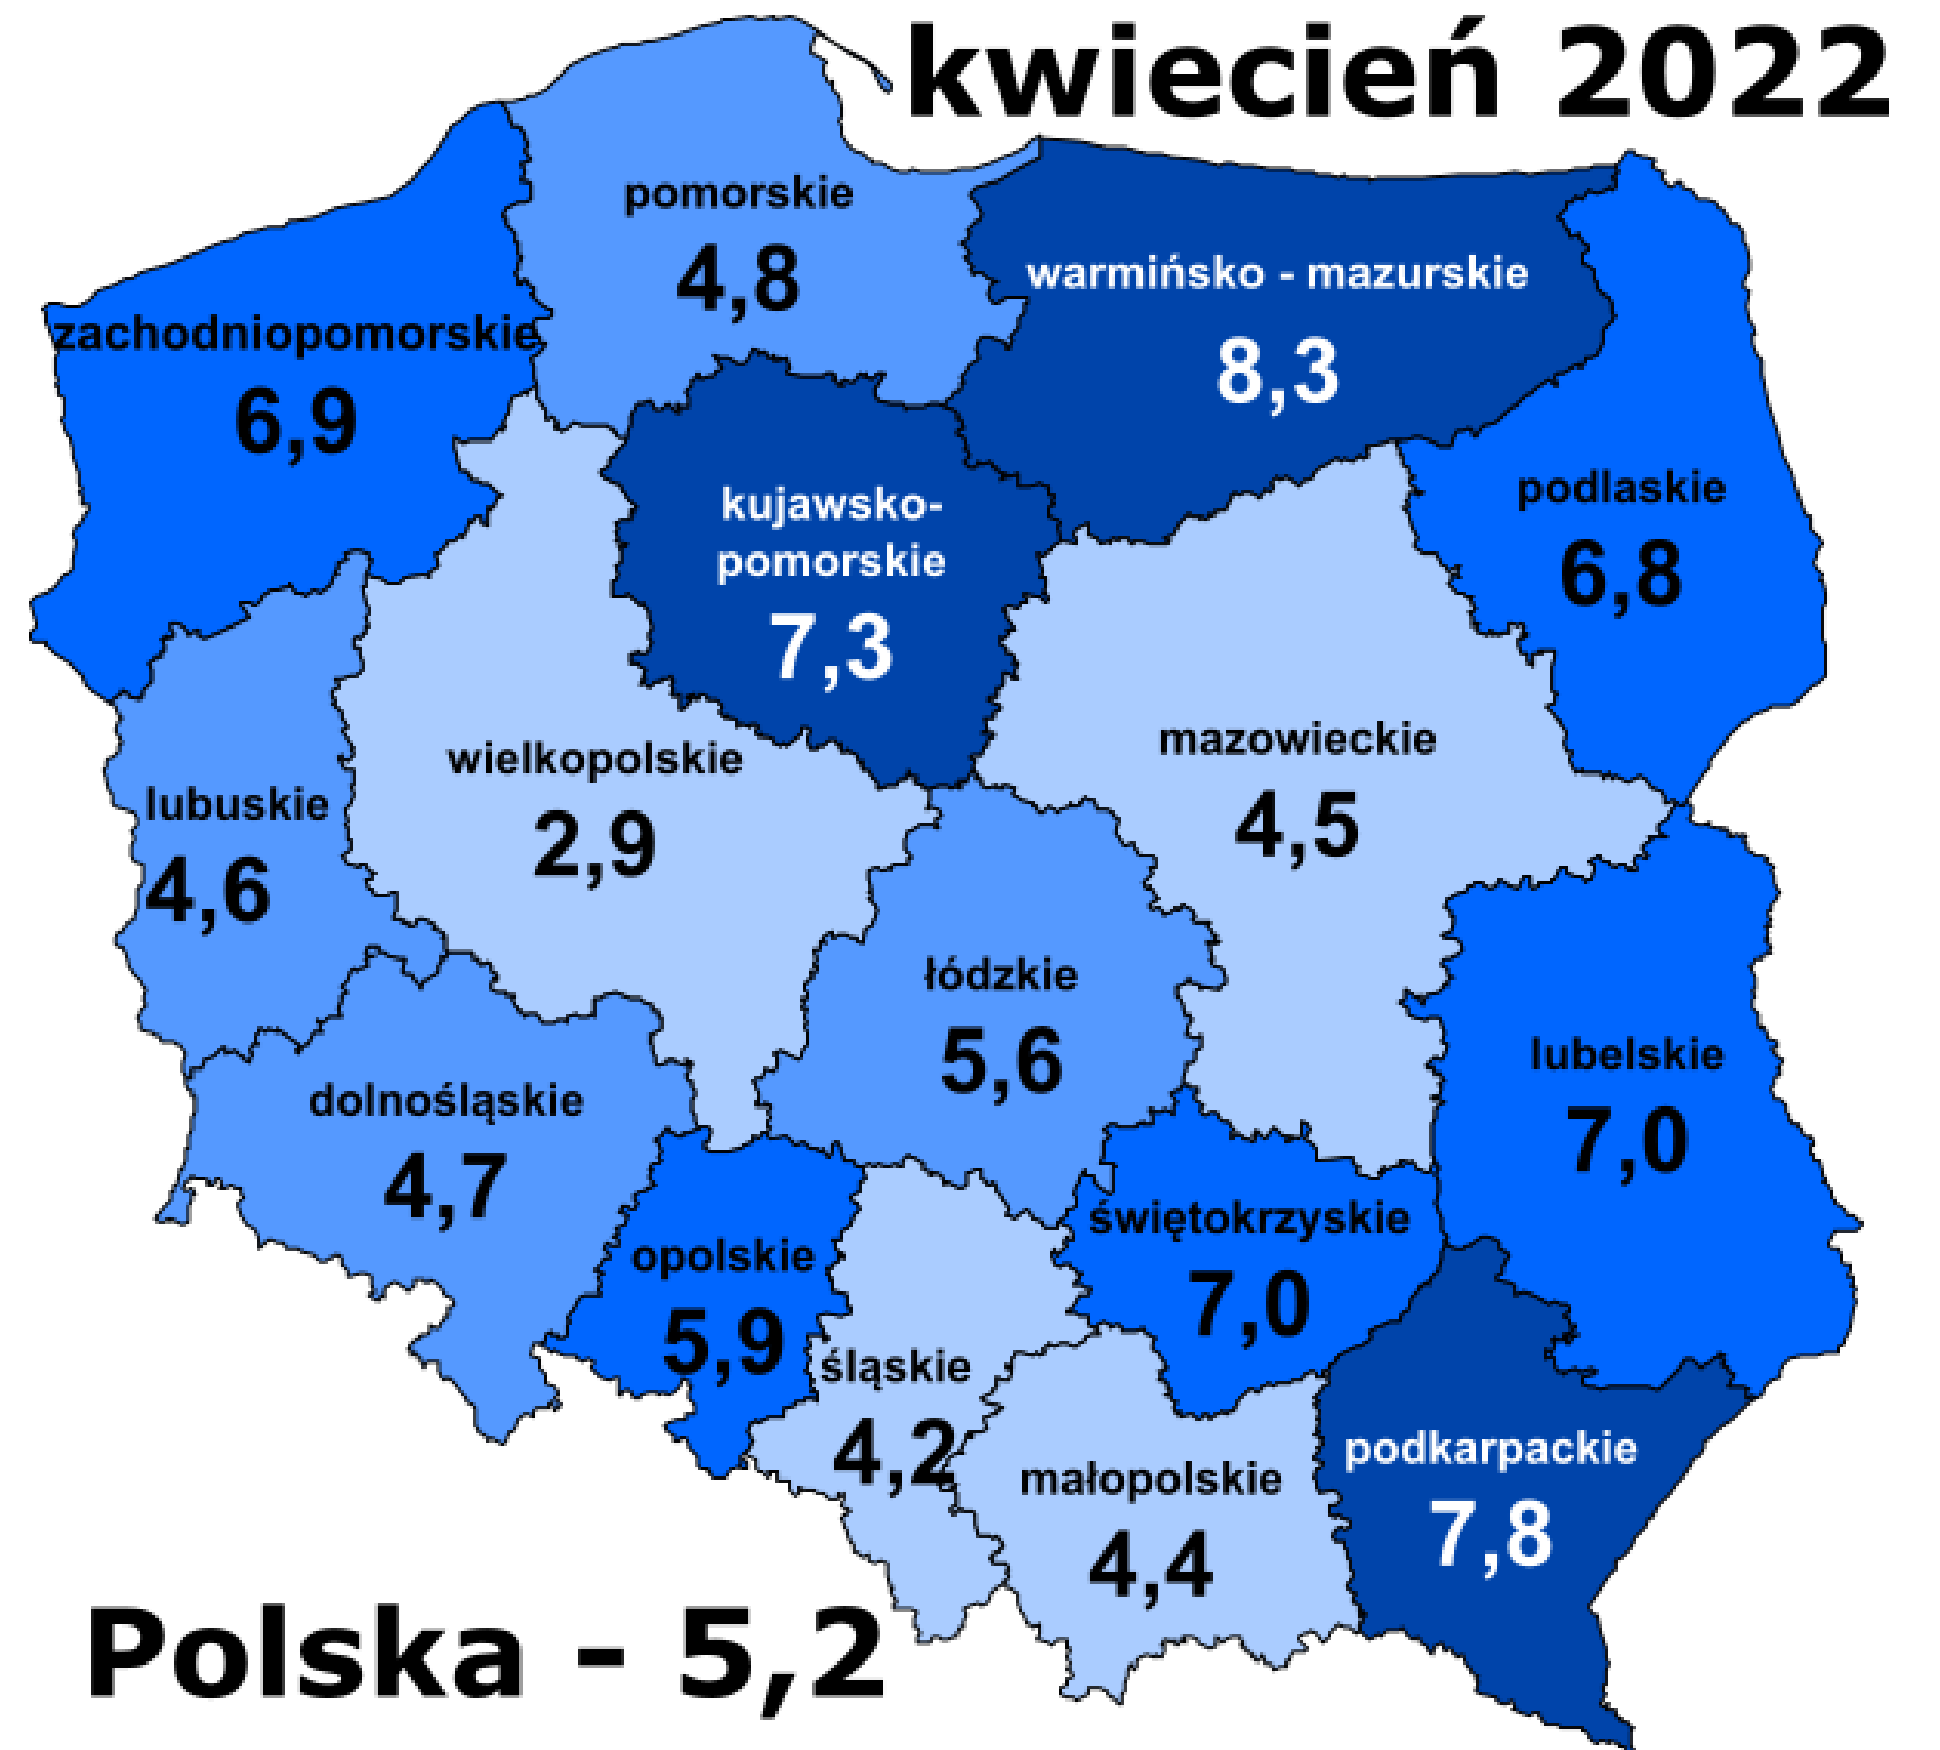 kwiecień 2022
pomorskie
4,8
warmińsko - mazurskie
8,3
zachodniopomorskie
6,9
kujawsko-
pomorskie
7,3
podlaskie
6,8
wielkopolskie
2,9
mazowieckie
4,5
lubuskie
4,6
łódzkie
5,6
lubelskie
7,0
dolnośląskie
4,7
opolskie
5,9
świętokrzyskie
7,0
śląskie
4,2
małopolskie
4,4
podkarpackie
7,8
Polska - 5,2